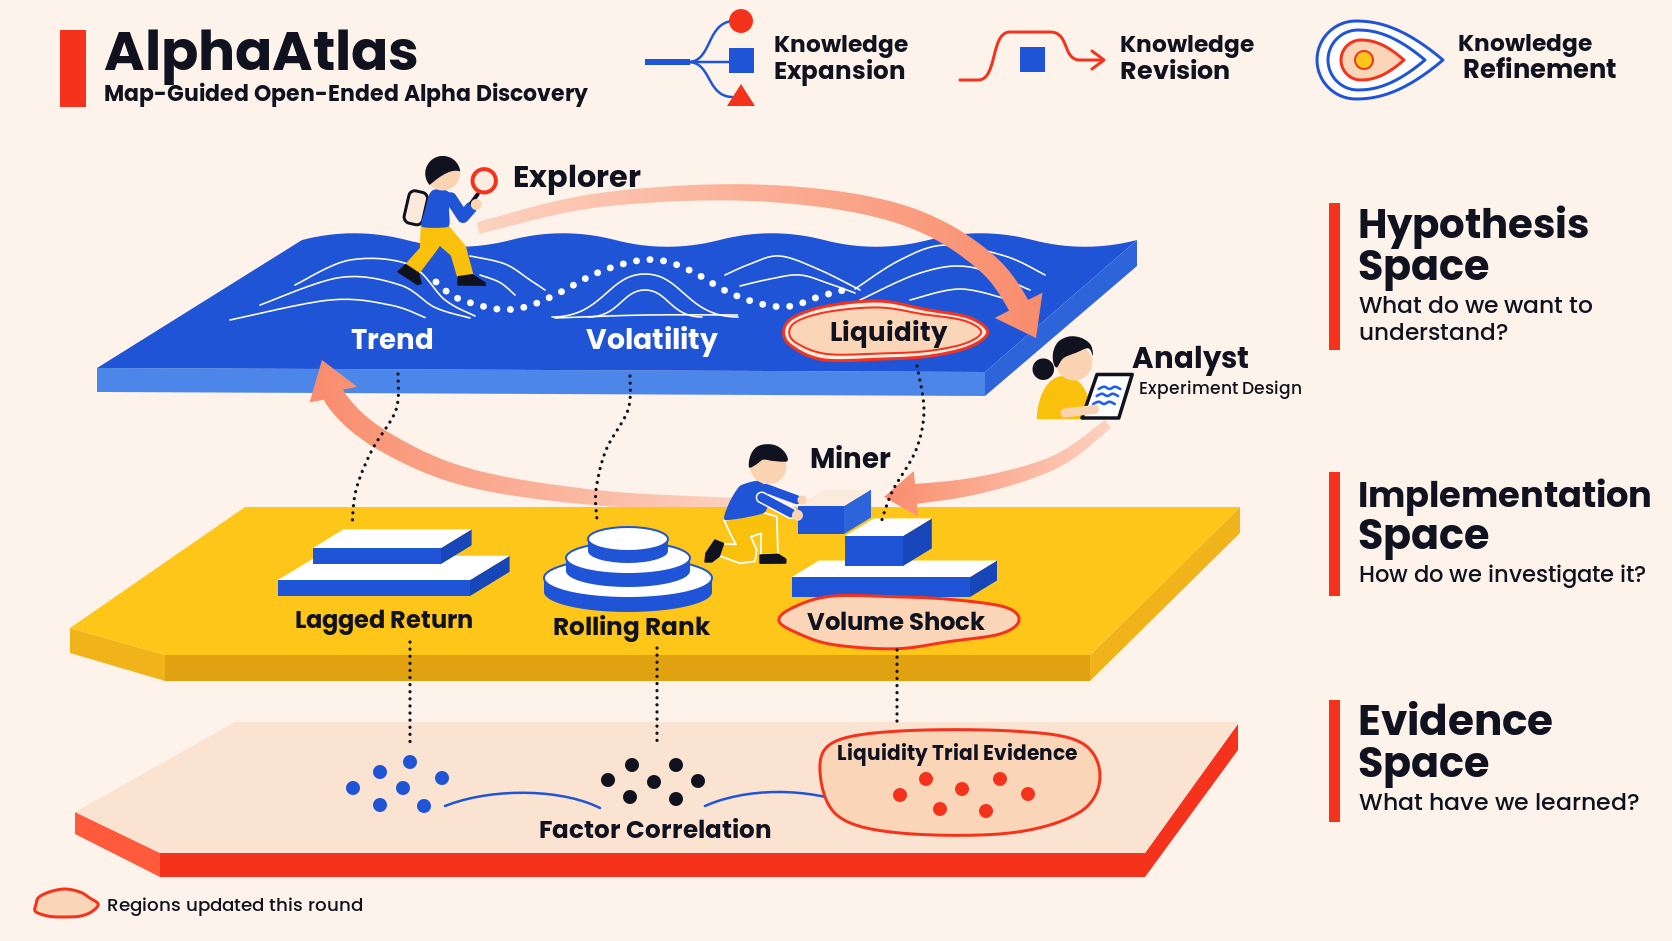 AlphaAtlas
Map-Guided Open-Ended Alpha Discovery
Knowledge
Expansion
Knowledge
Revision
Knowledge
Refinement
Explorer
Hypothesis
Space
What do we want to
understand?
Trend
Volatility
Liquidity
Analyst
Experiment Design
Miner
Implementation
Space
How do we investigate it?
Lagged Return
Rolling Rank
Volume Shock
Evidence
Space
What have we learned?
Liquidity Trial Evidence
Factor Correlation
Regions updated this round